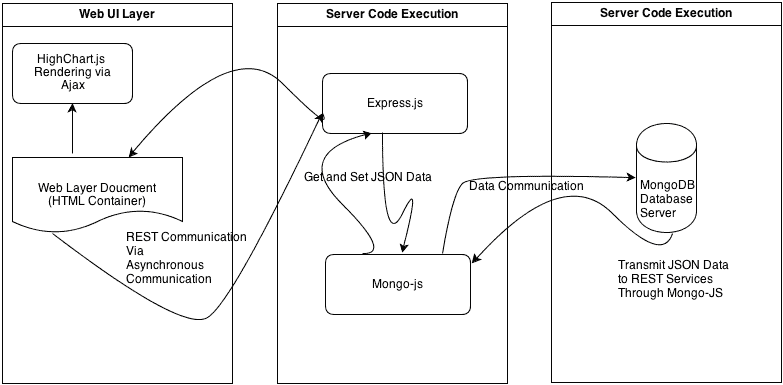 Web UI Layer
Server Code Execution
Server Code Execution
HighChart.js
Rendering via
Ajax
Express.js
Get and Set JSON Data
Data Communication
MongoDB
Database
Server
Web Layer Doucment
(HTML Container)
REST Communication
Via
Asynchronous
Communication
Mongo-js
Transmit JSON Data
to REST Services
Through Mongo-JS